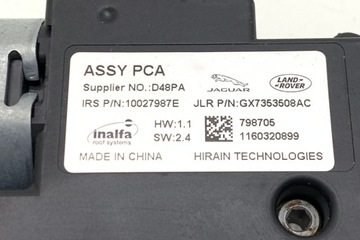 ASSY PCA
Supplier NO.:D48PA
JAGUAR
LAND ROVER
IRS P/N:10027987E
JLR P/N:GX7353508AC
inalfa
roof systems
HW:1.1
798705
SW:2.4
1160320899
MADE IN CHINA
HIRAIN TECHNOLOGIES